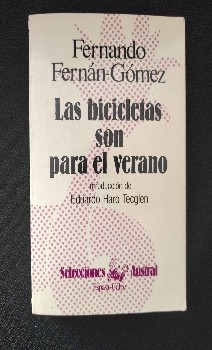 Fernando
Fernán-Gómez
Las bicicletas
son
para el verano
Introducción de
Eduardo Haro Tecglen
Selecciones Austral
Espasa-Calpe